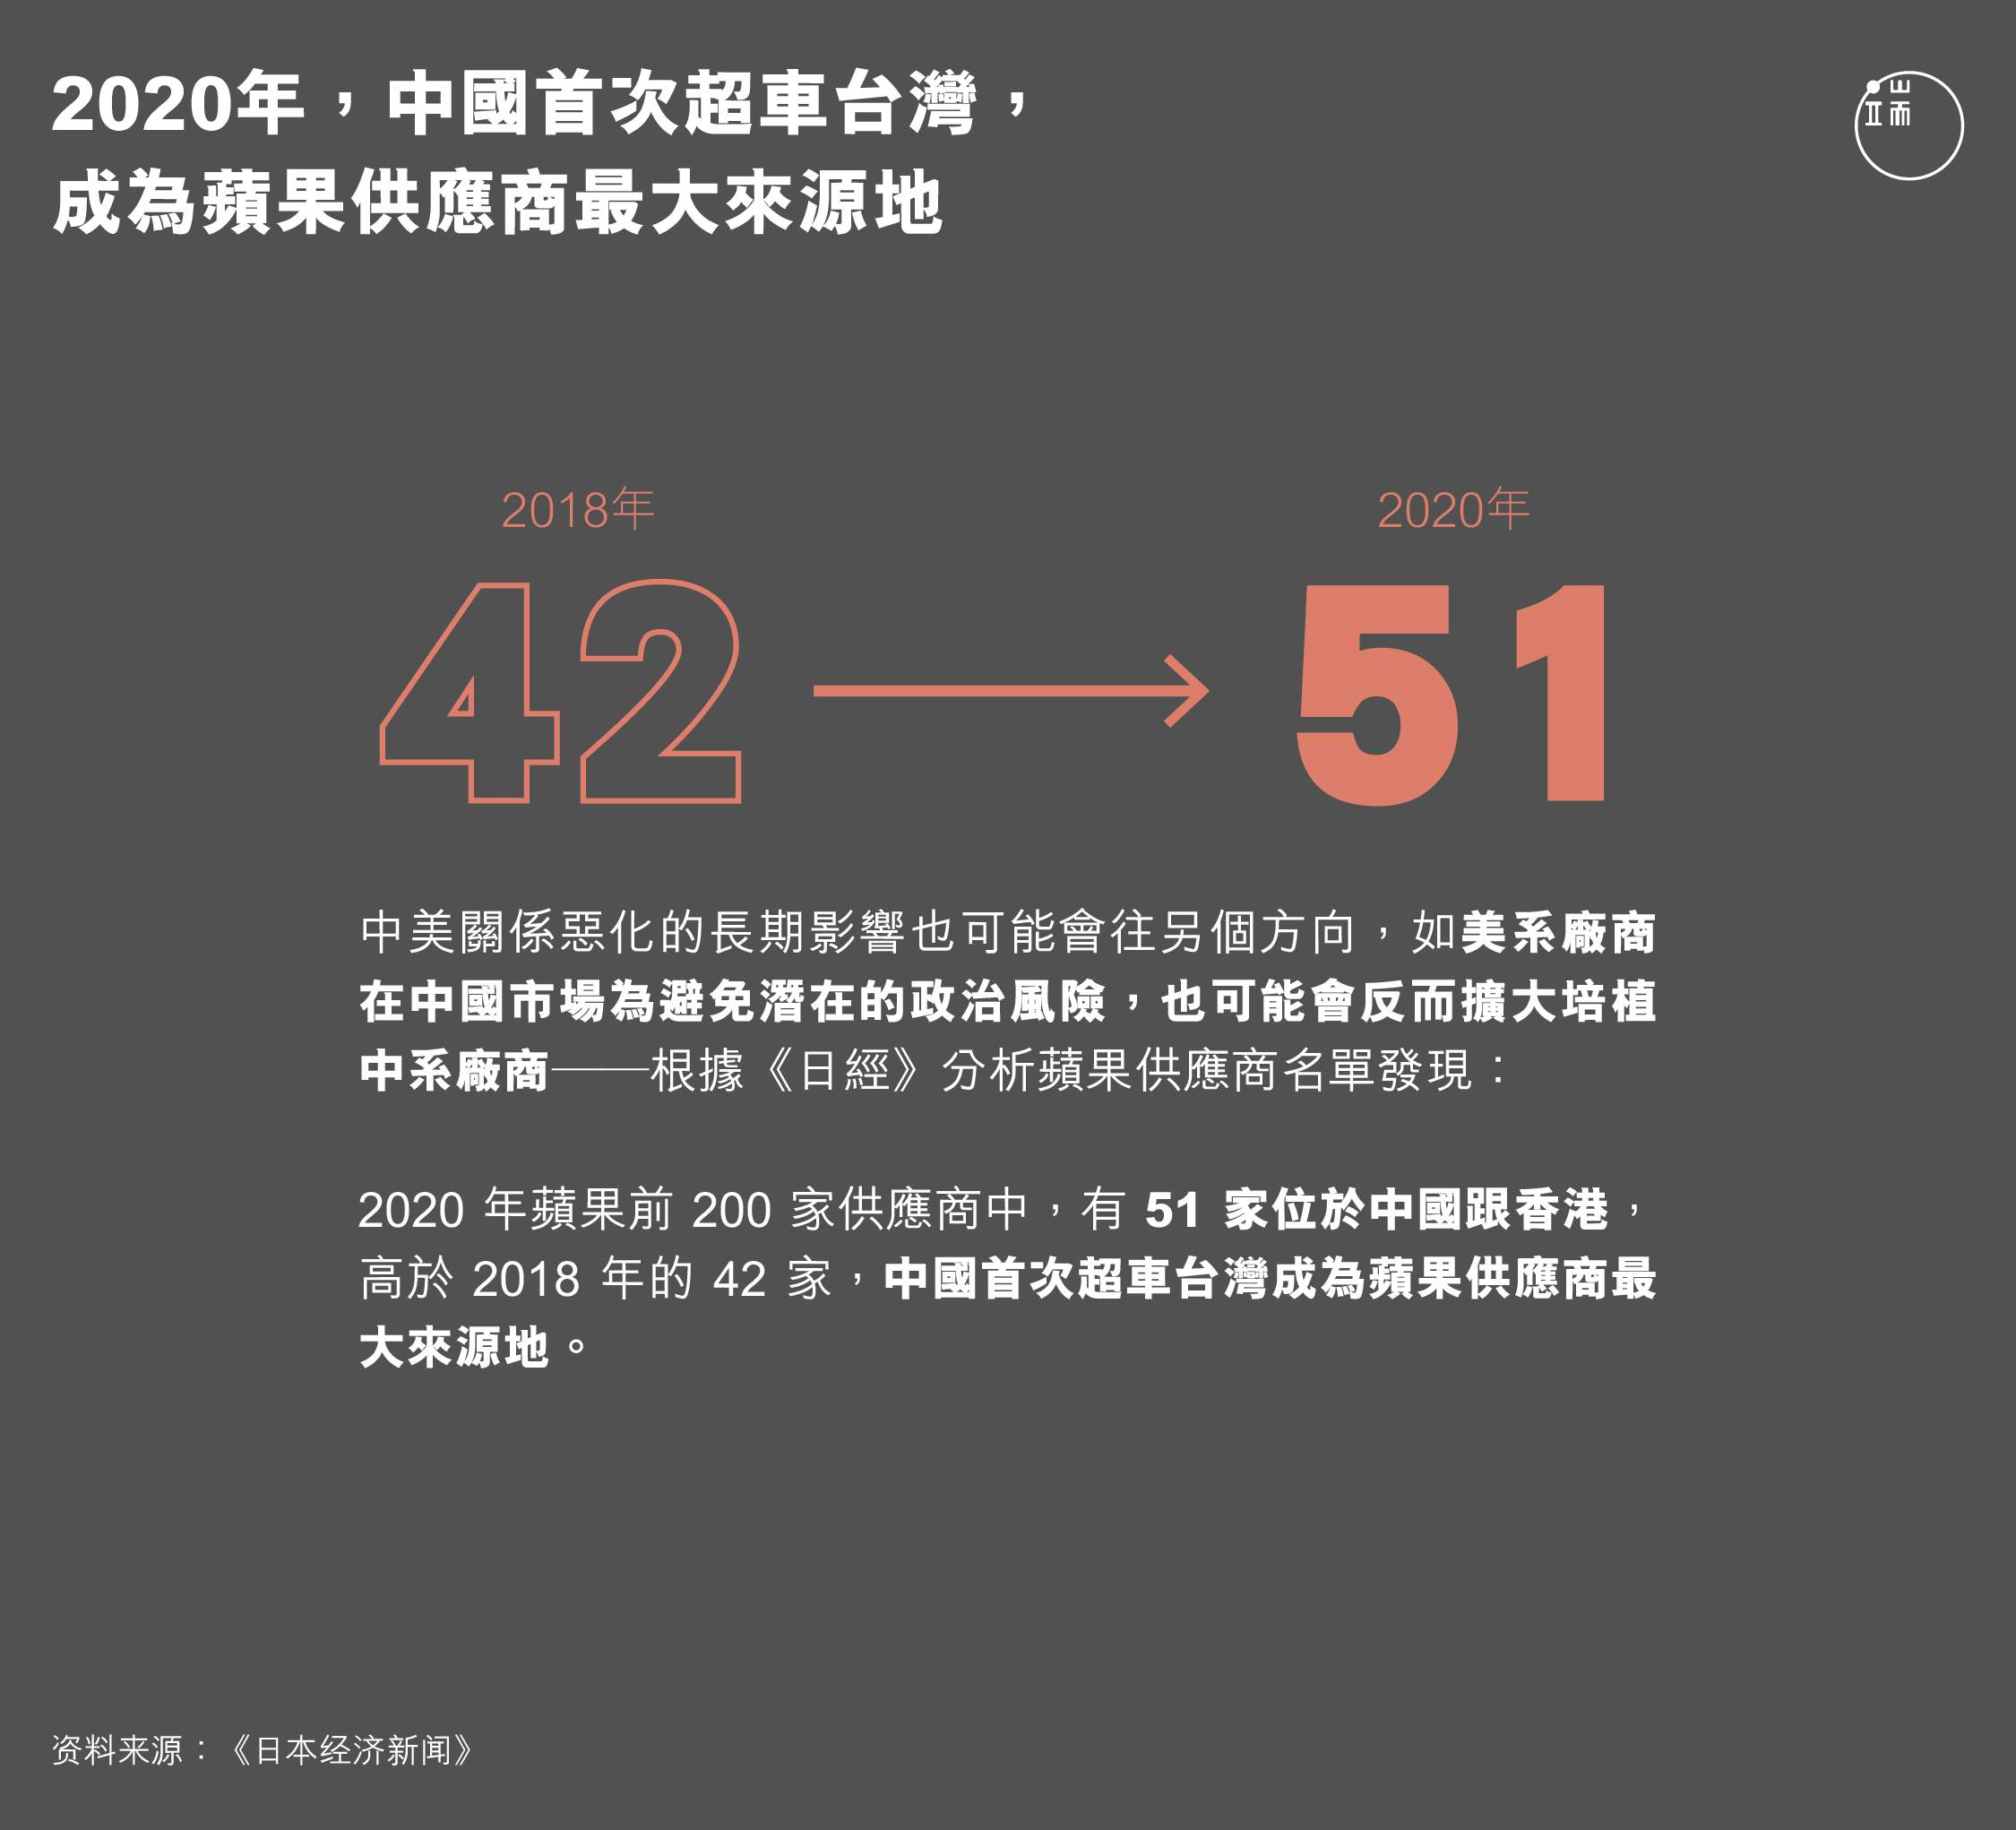 2020年，中國首次超車台灣，
成為蘋果供應商最大來源地
端
2018年
2020年
42
51
中美關係惡化的長期影響也可能會往另個方向，如美系廠商
在中國市場為避免潛在的政治風險，也可能會反而擴大培植
中系廠商——根據《日経》分析蘋果供應商名單發現：
2020 年蘋果前 200 家供應商中，有 51 家位於中國跟香港，
高於 2018 年的 42 家，中國首次超車台灣成為蘋果供應商最
大來源地。
资料来源：《日本经济新闻》